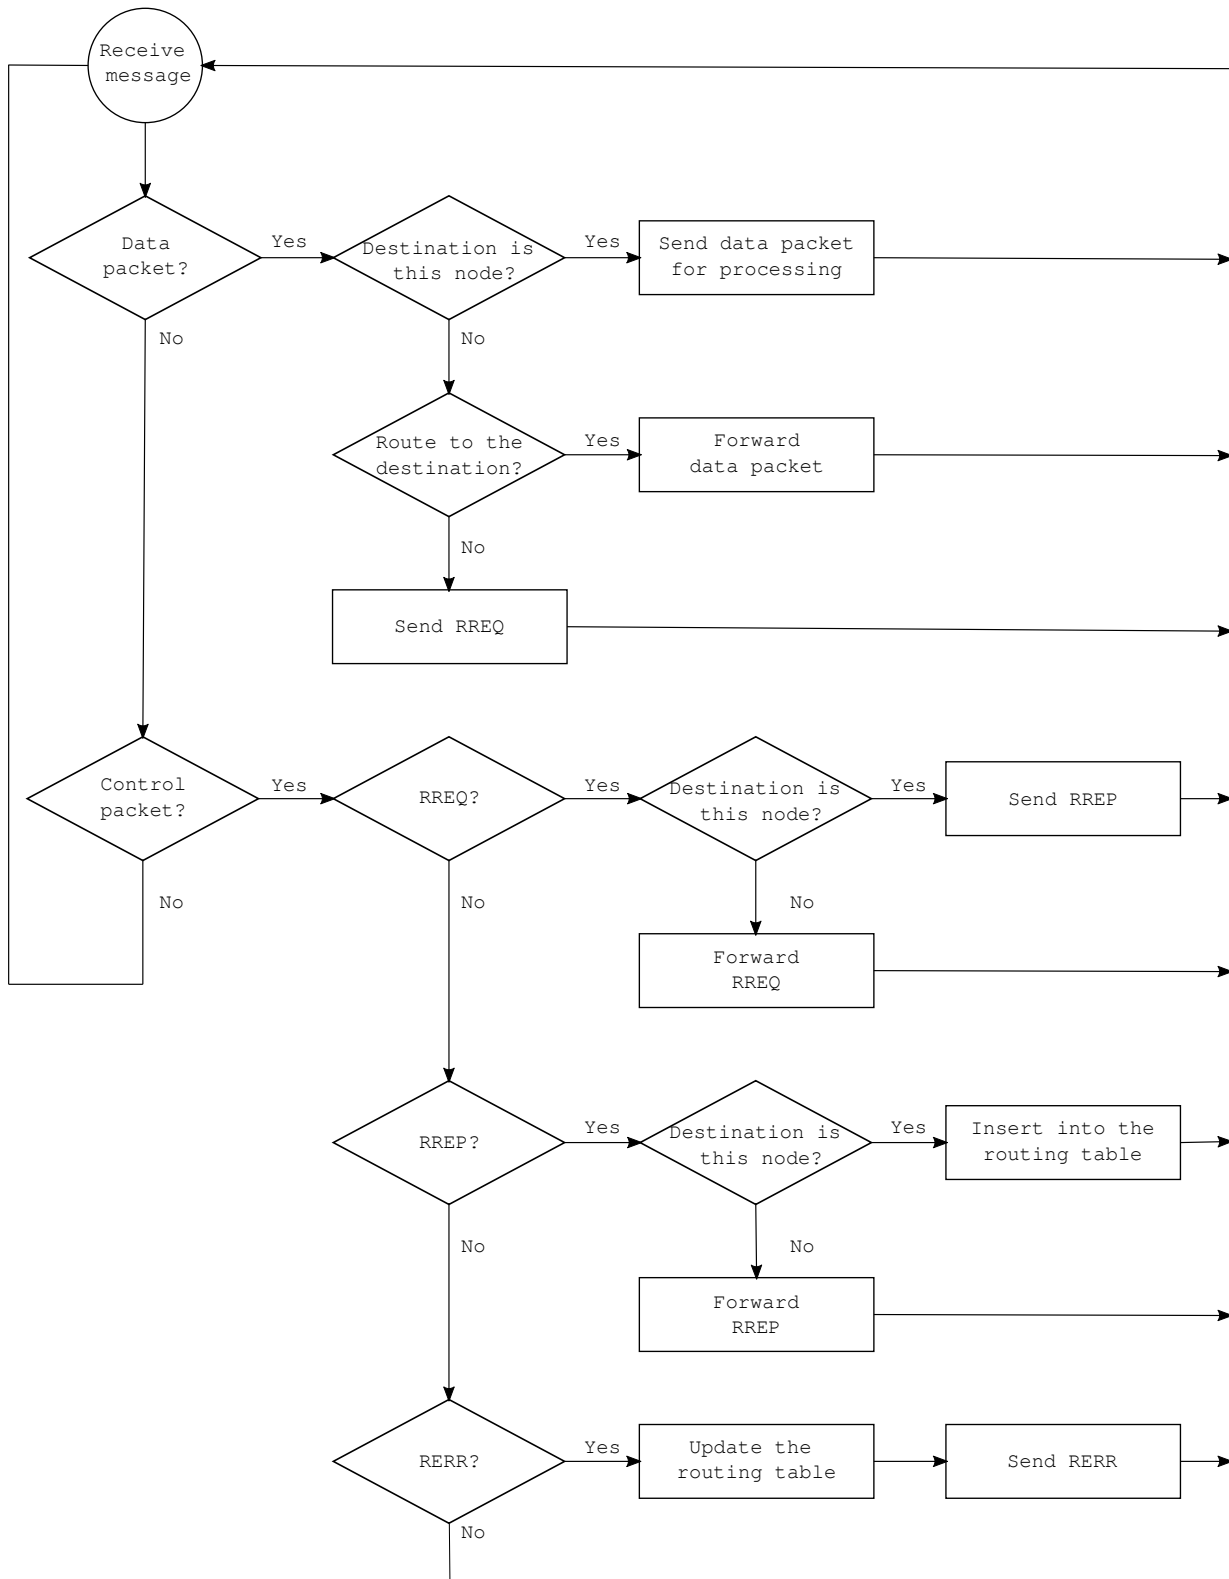 Receive
message
Data
packet?
Yes
Destination is
this node?
Yes
Send data packet
for processing
No
No
Route to the
destination?
Yes
Forward
data packet
No
Send RREQ
Control
packet?
Yes
RREQ?
Yes
Destination is
this node?
Yes
Send RREP
No
No
No
Forward
RREQ
RREP?
Yes
Destination is
this node?
Yes
Insert into the
routing table
No
No
Forward
RREP
RERR?
Yes
Update the
routing table
Send RERR
No